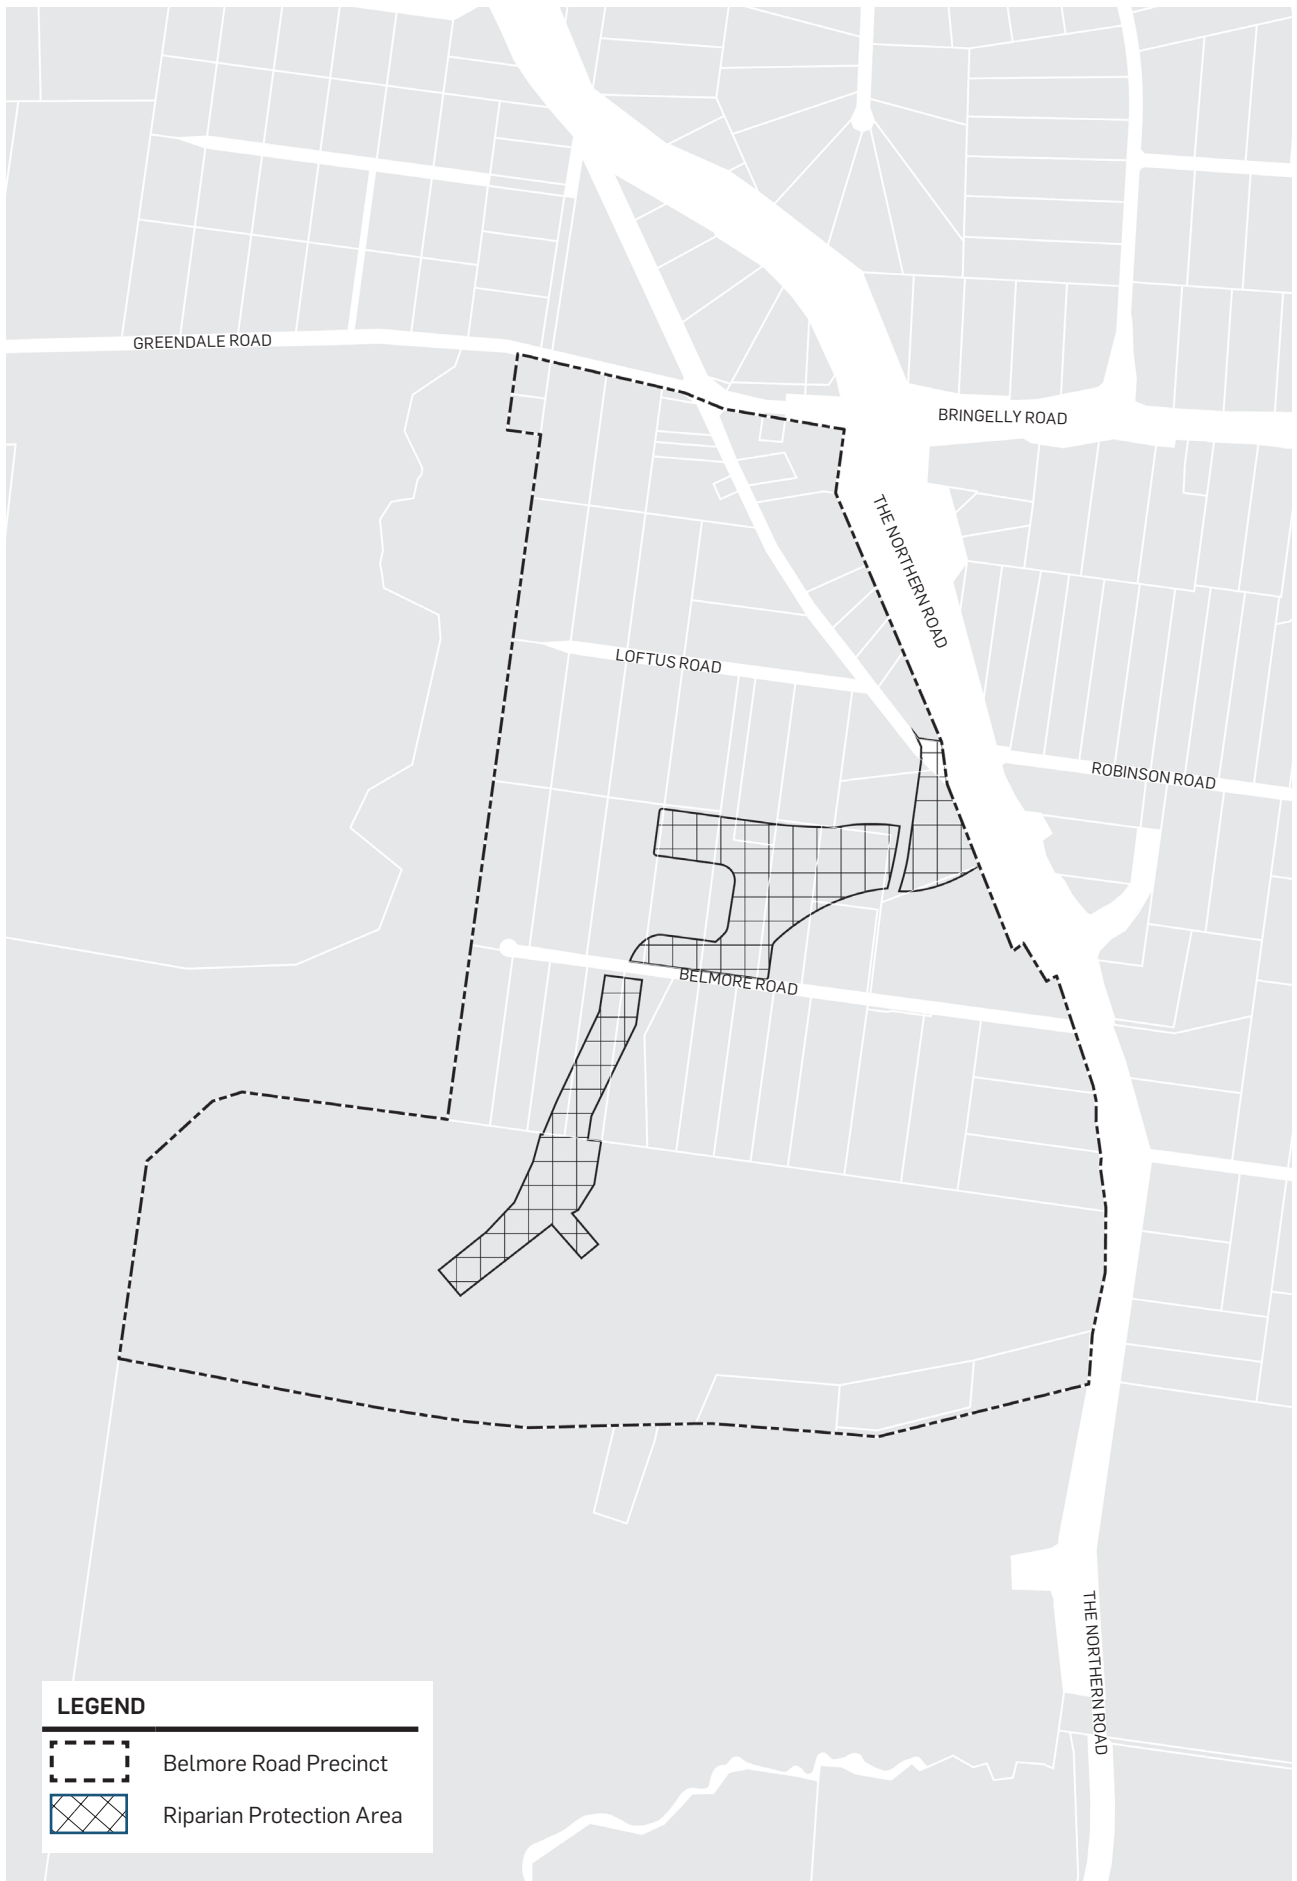 GREENDALE ROAD
BRINGELLY ROAD
THE NORTHERN ROAD
LOFTUS ROAD
ROBINSON ROAD
BELMORE ROAD
THE NORTHERN ROAD
LEGEND
Belmore Road Precinct
Riparian Protection Area